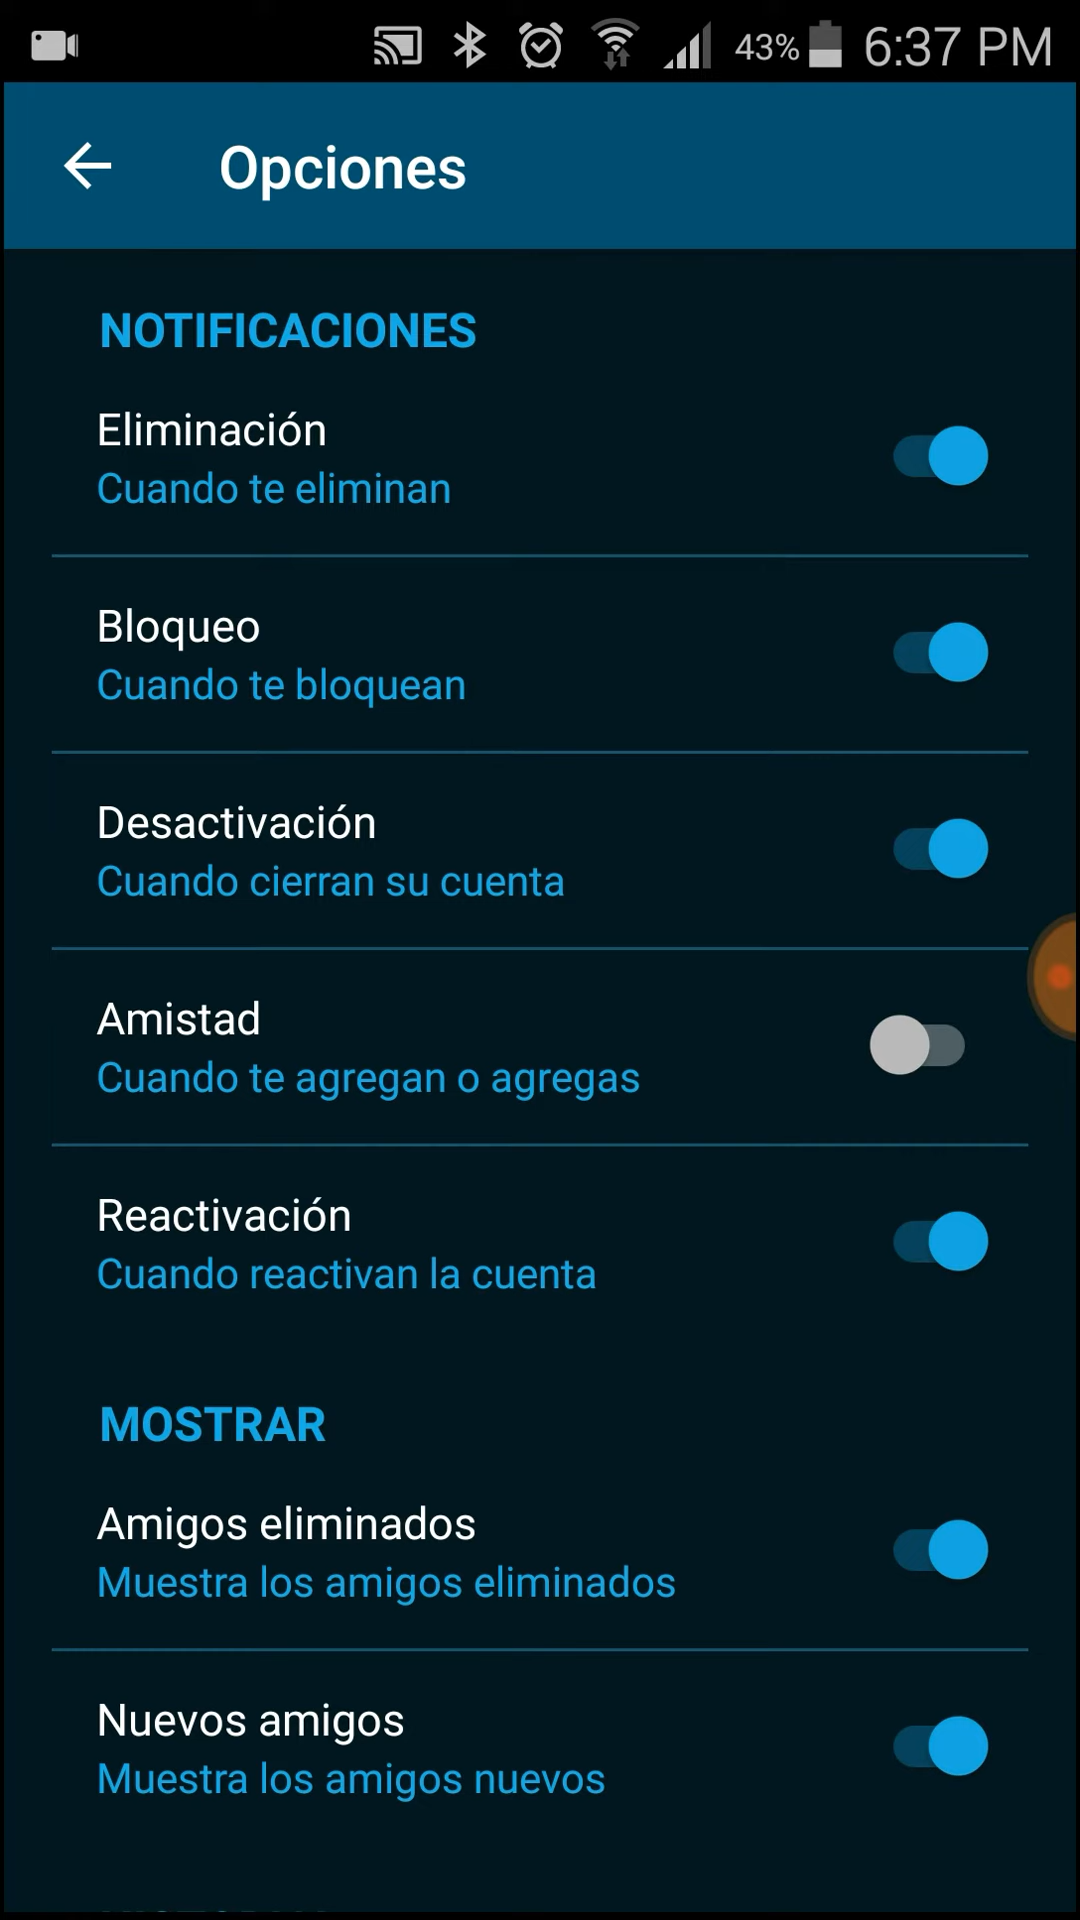 43% 6:37 PM
Opciones
NOTIFICACIONES
Eliminación
Cuando te eliminan
Bloqueo
Cuando te bloquean
Desactivación
Cuando cierran su cuenta
Amistad
Cuando te agregan o agregas
Reactivación
Cuando reactivan la cuenta
MOSTRAR
Amigos eliminados
Muestra los amigos eliminados
Nuevos amigos
Muestra los amigos nuevos